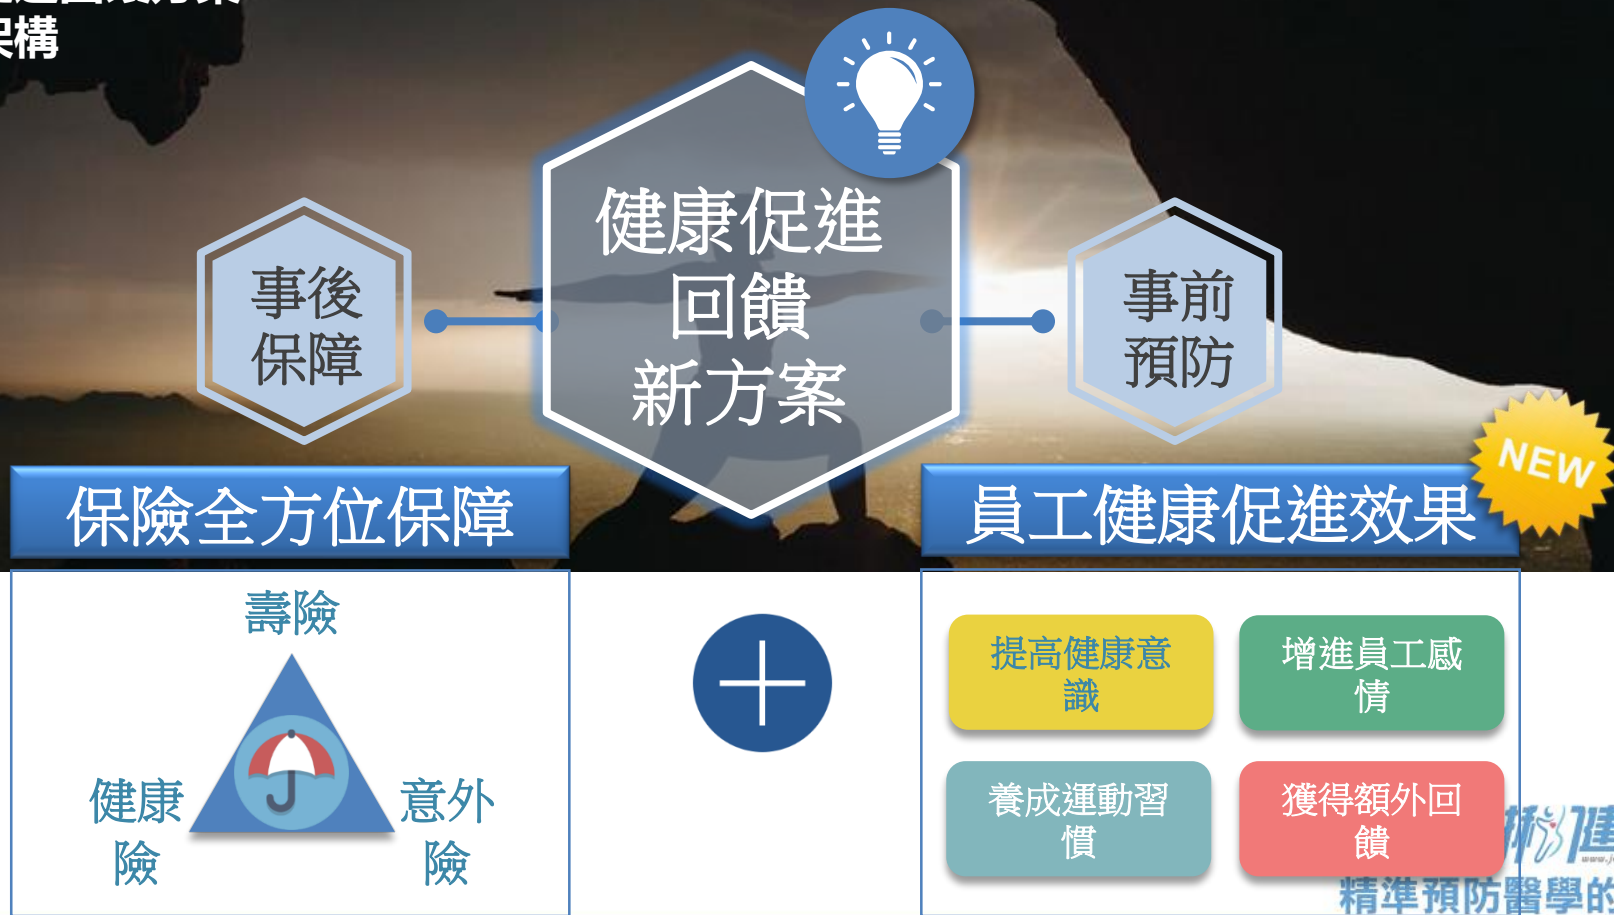 架構
健康促進
回饋
新方案
事後
保障
事前
預防
NEW
保險全方位保障
員工健康促進效果
壽險
健康
險
意外
險
提高健康意
識
增進員工感
情
養成運動習
慣
獲得額外回
饋
精準預防醫學的